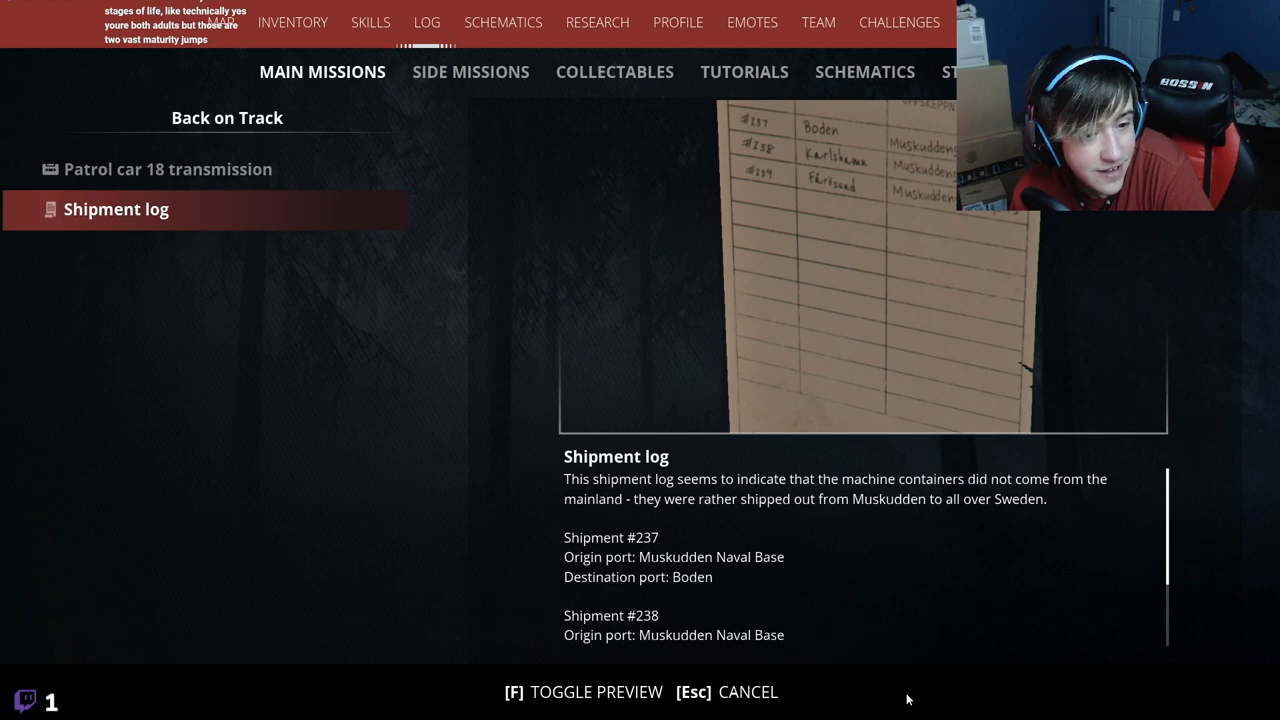 stages of life, like technically yes
youre both adults but those are
two vast maturity jumps
MAP INVENTORY SKILLS LOG SCHEMATICS RESEARCH PROFILE EMOTES TEAM CHALLENGES
MAIN MISSIONS SIDE MISSIONS COLLECTABLES TUTORIALS SCHEMATICS ST
BOSSIN
Back on Track
Patrol car 18 transmission
Shipment log
#237 Boden Muskudden
#238 Karlshamn Muskudden
#239 Fårösund Muskudden
Shipment log
This shipment log seems to indicate that the machine containers did not come from the
mainland - they were rather shipped out from Muskudden to all over Sweden.
Shipment #237
Origin port: Muskudden Naval Base
Destination port: Boden
Shipment #238
Origin port: Muskudden Naval Base
[F] TOGGLE PREVIEW [Esc] CANCEL
1